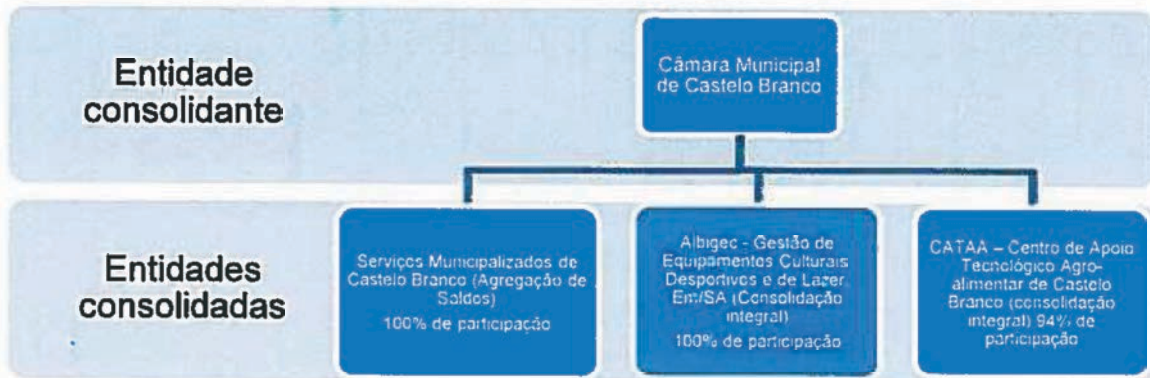 Entidade
consolidante
Câmara Municipal
de Castelo Branco
Entidades
consolidadas
Serviços Municipalizados de
Castelo Branco (Agregação de
Saldos)
100% de participação
Albigec - Gestão de
Equipamentos Culturais
Desportivos e de Lazer
Em/SA (Consolidação
integral)
100% de participação
CATAA – Centro de Apoio
Tecnológico Agro-
alimentar de Castelo
Branco (consolidação
integral) 94% de
participação